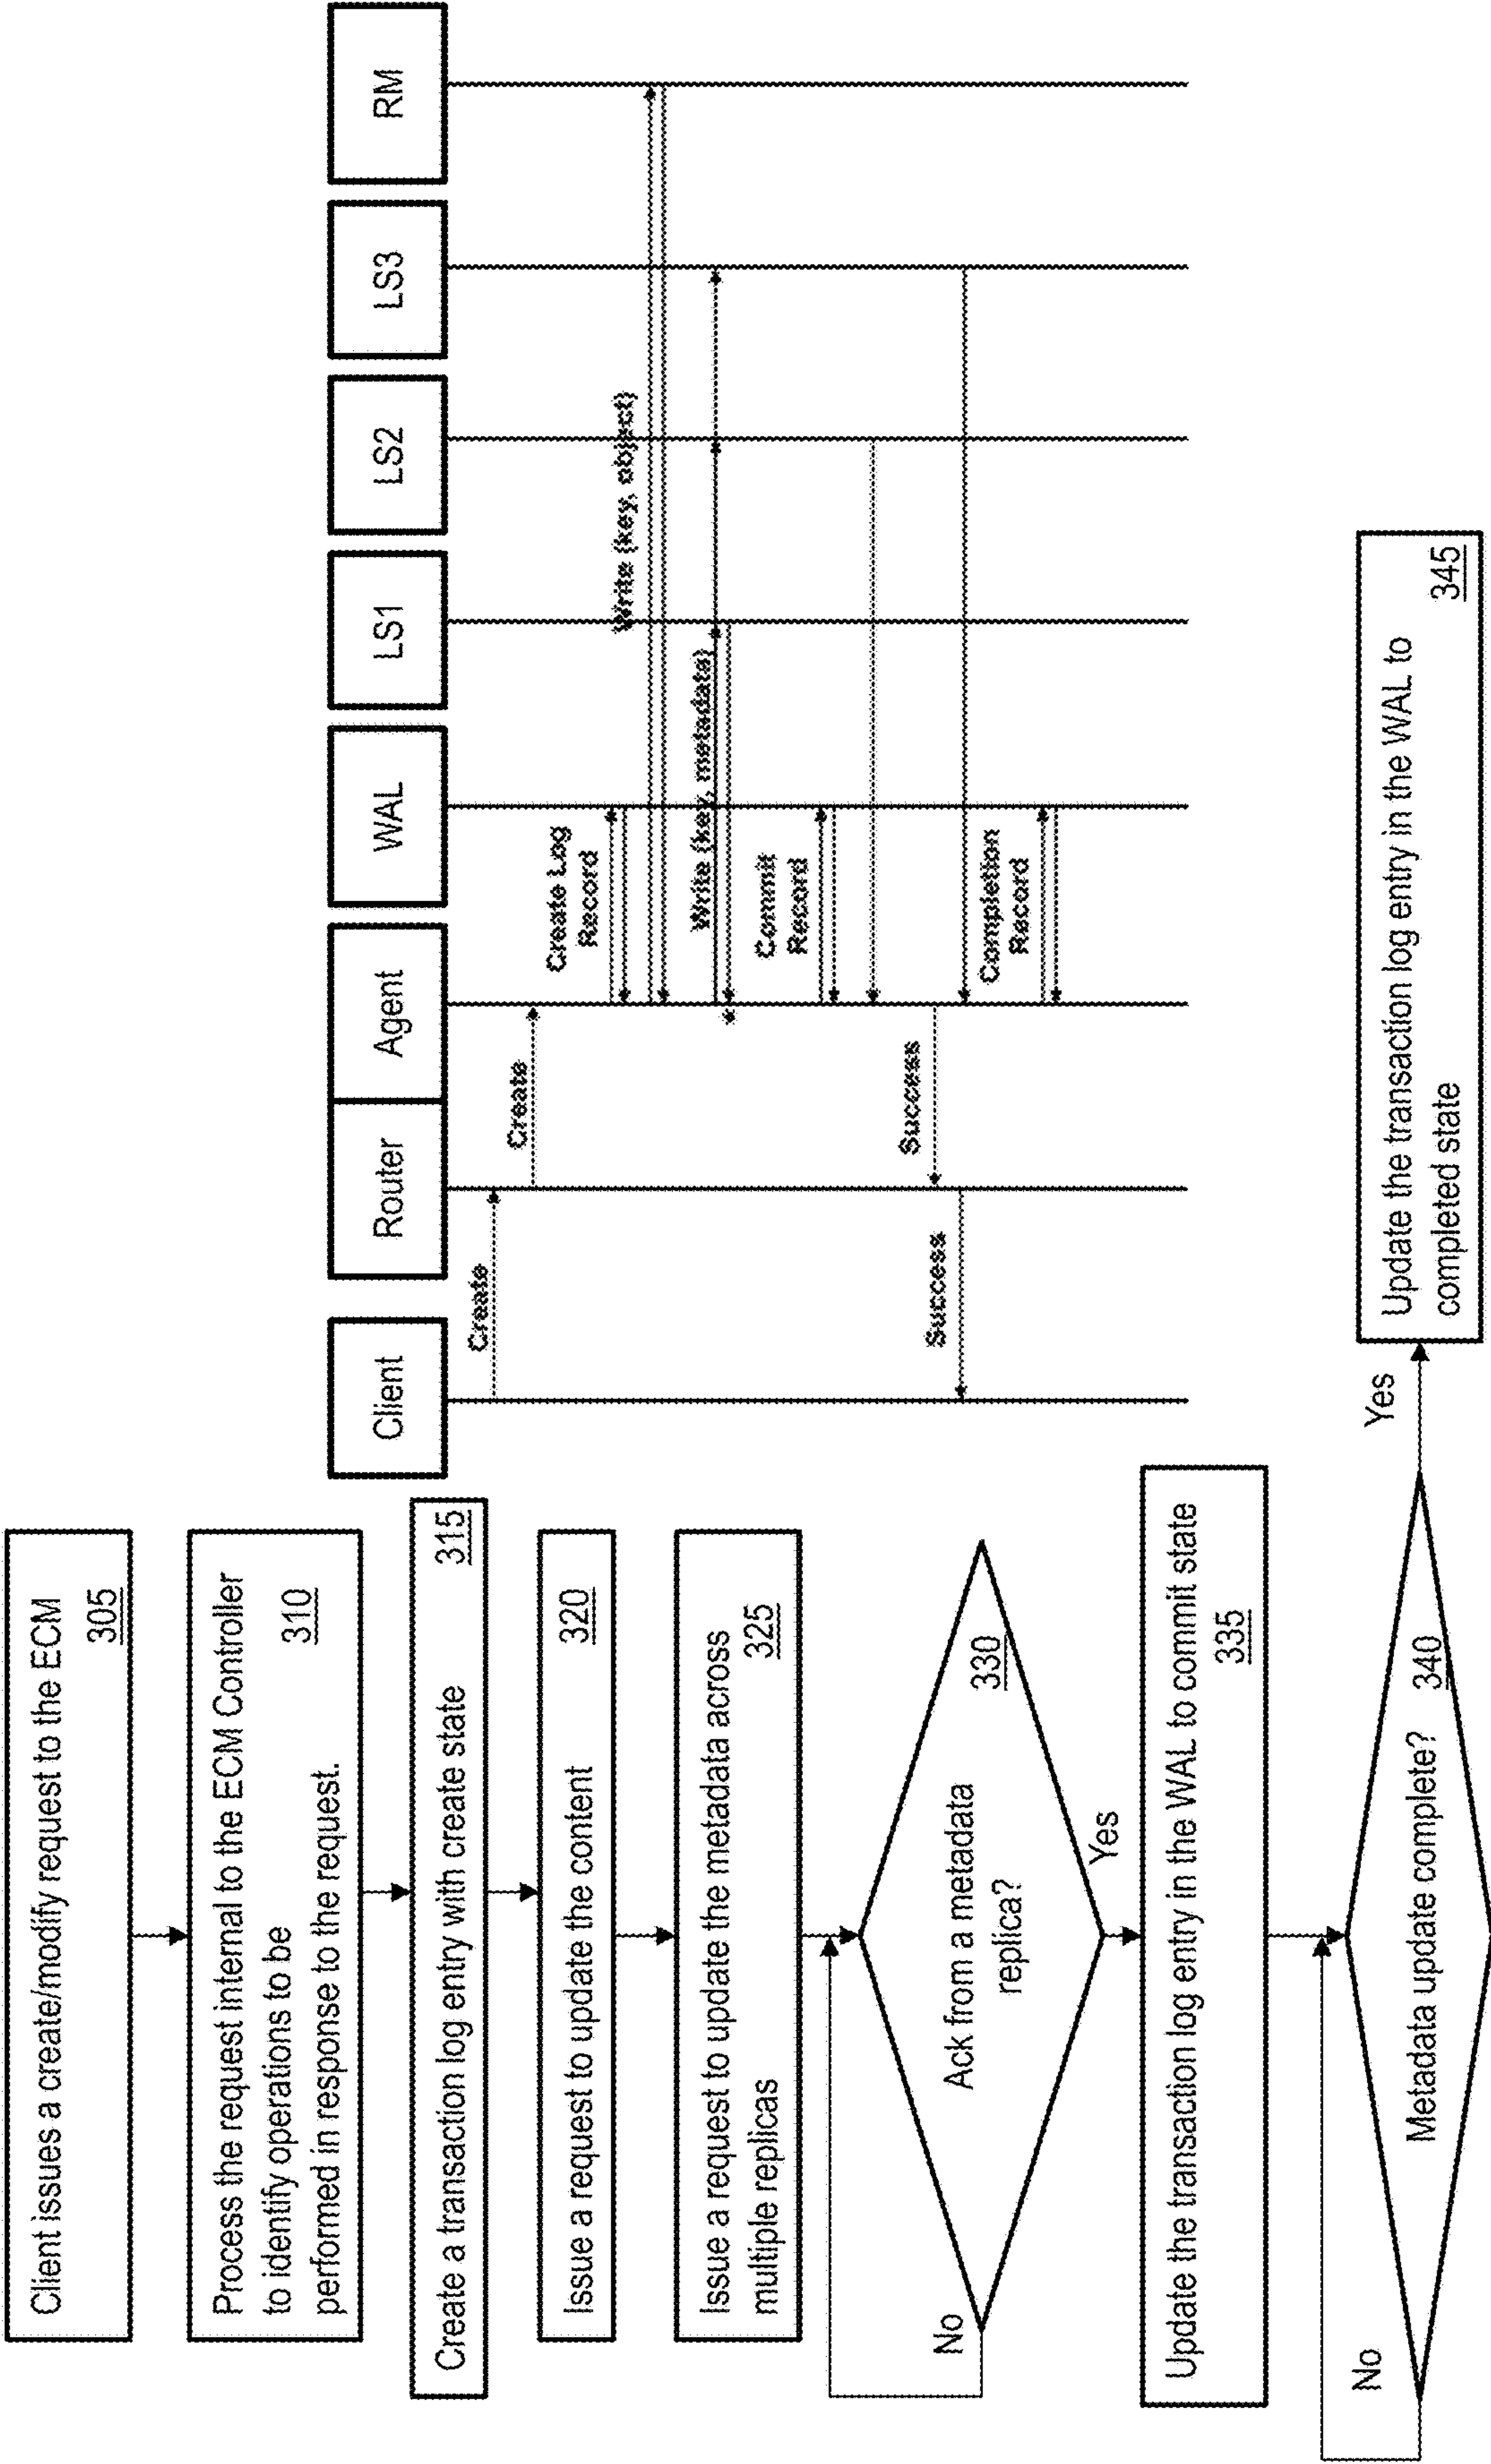 Client issues a create/modify request to the ECM
305
Process the request internal to the ECM Controller
to identify operations to be
310
performed in response to the request.
Create a transaction log entry with create state
315
Issue a request to update the content
320
Issue a request to update the metadata across
multiple replicas
325
Ack from a metadata
replica?
330
No
Yes
Update the transaction log entry in the WAL to commit state
335
Metadata update complete?
340
No
Yes
Update the transaction log entry in the WAL to
completed state
345
Client
Router
Agent
WAL
LS1
LS2
LS3
RM
Create
Create
Create Log
Record
Write (key, object)
Write (key, metadata)
Commit
Record
Success
Success
Completion
Record